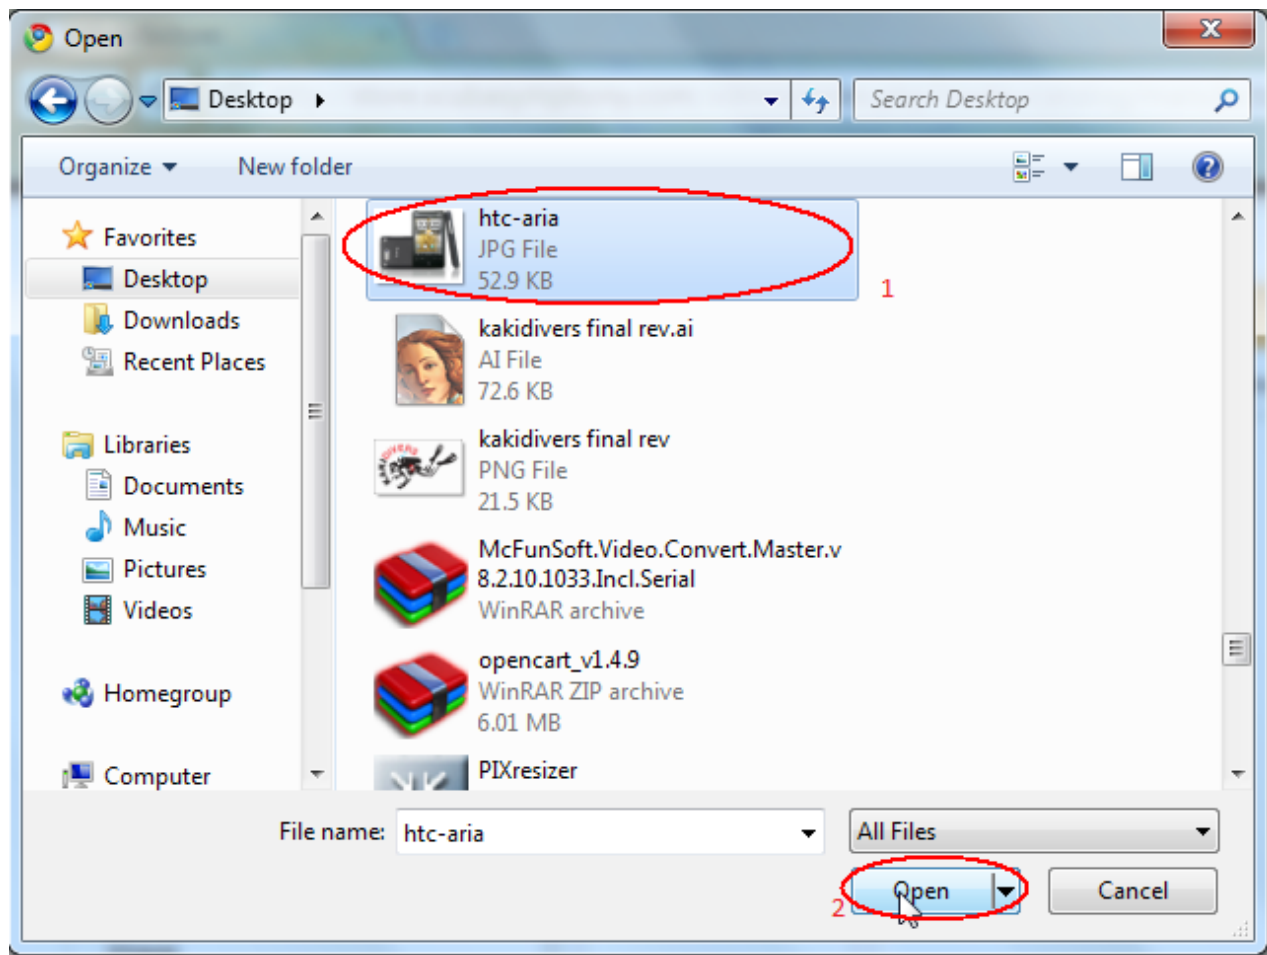 Open
Desktop
Search Desktop
Organize
New folder
Favorites
Desktop
Downloads
Recent Places
Libraries
Documents
Music
Pictures
Videos
Homegroup
Computer
htc-aria
JPG File
52.9 KB
1
kakidivers final rev.ai
AI File
72.6 KB
kakidivers final rev
PNG File
21.5 KB
McFunSoft.Video.Convert.Master.v
8.2.10.1033.Incl.Serial
WinRAR archive
opencart_v1.4.9
WinRAR ZIP archive
6.01 MB
PIXresizer
File name: htc-aria
All Files
2
Open
Cancel